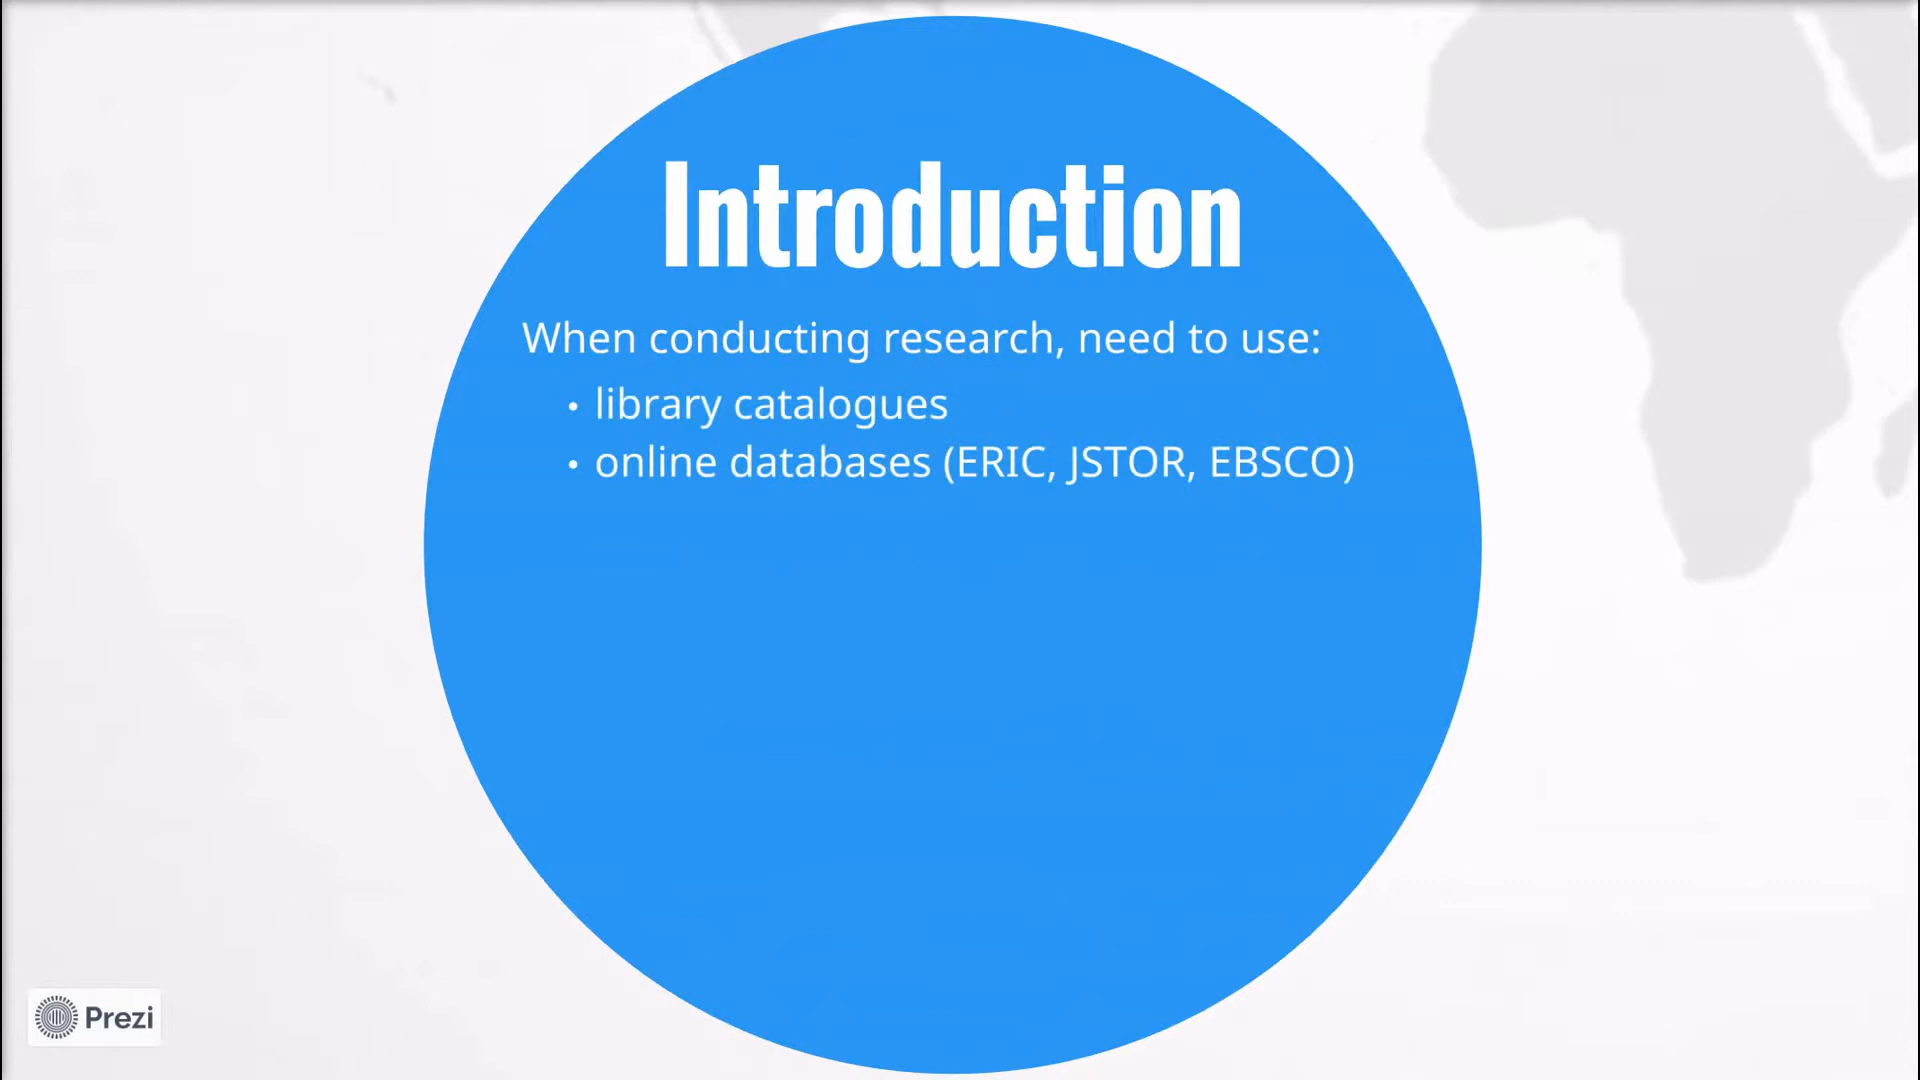 Introduction
When conducting research, need to use:
• library catalogues
• online databases (ERIC, JSTOR, EBSCO)
Prezi